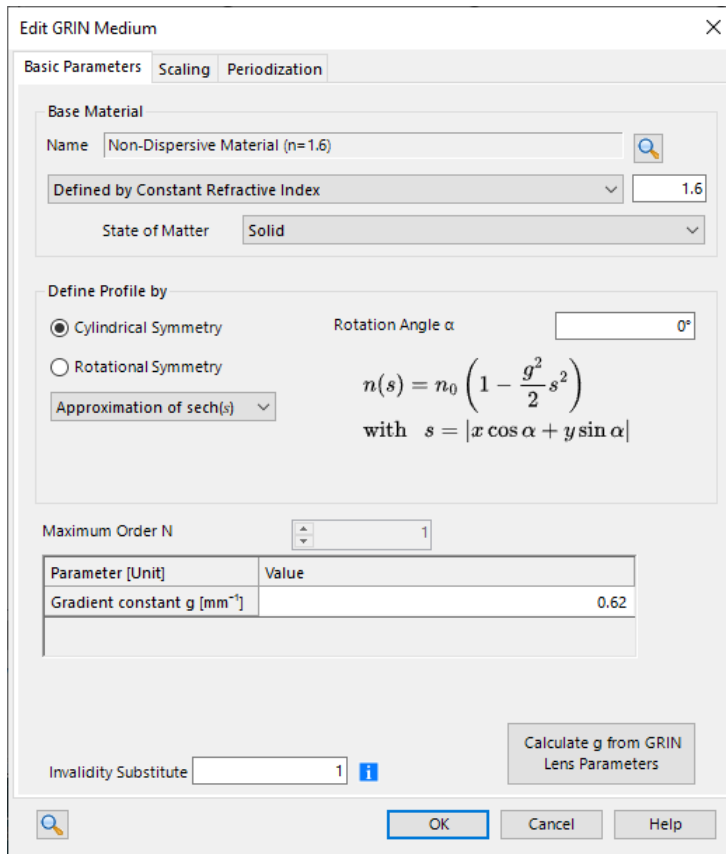 Edit GRIN Medium
Basic Parameters Scaling Periodization
Base Material
Name Non-Dispersive Material (n=1.6)
Defined by Constant Refractive Index 1.6
State of Matter Solid
Define Profile by
Cylindrical Symmetry Rotation Angle α 0°
Rotational Symmetry
n(s) = n₀ (1 − g²/2 s²)
Approximation of sech(s)
with s = |x cos α + y sin α|
Maximum Order N 1
Parameter [Unit] Value
Gradient constant g [mm⁻¹] 0.62
Calculate g from GRIN
Lens Parameters
Invalidity Substitute 1 i
OK Cancel Help